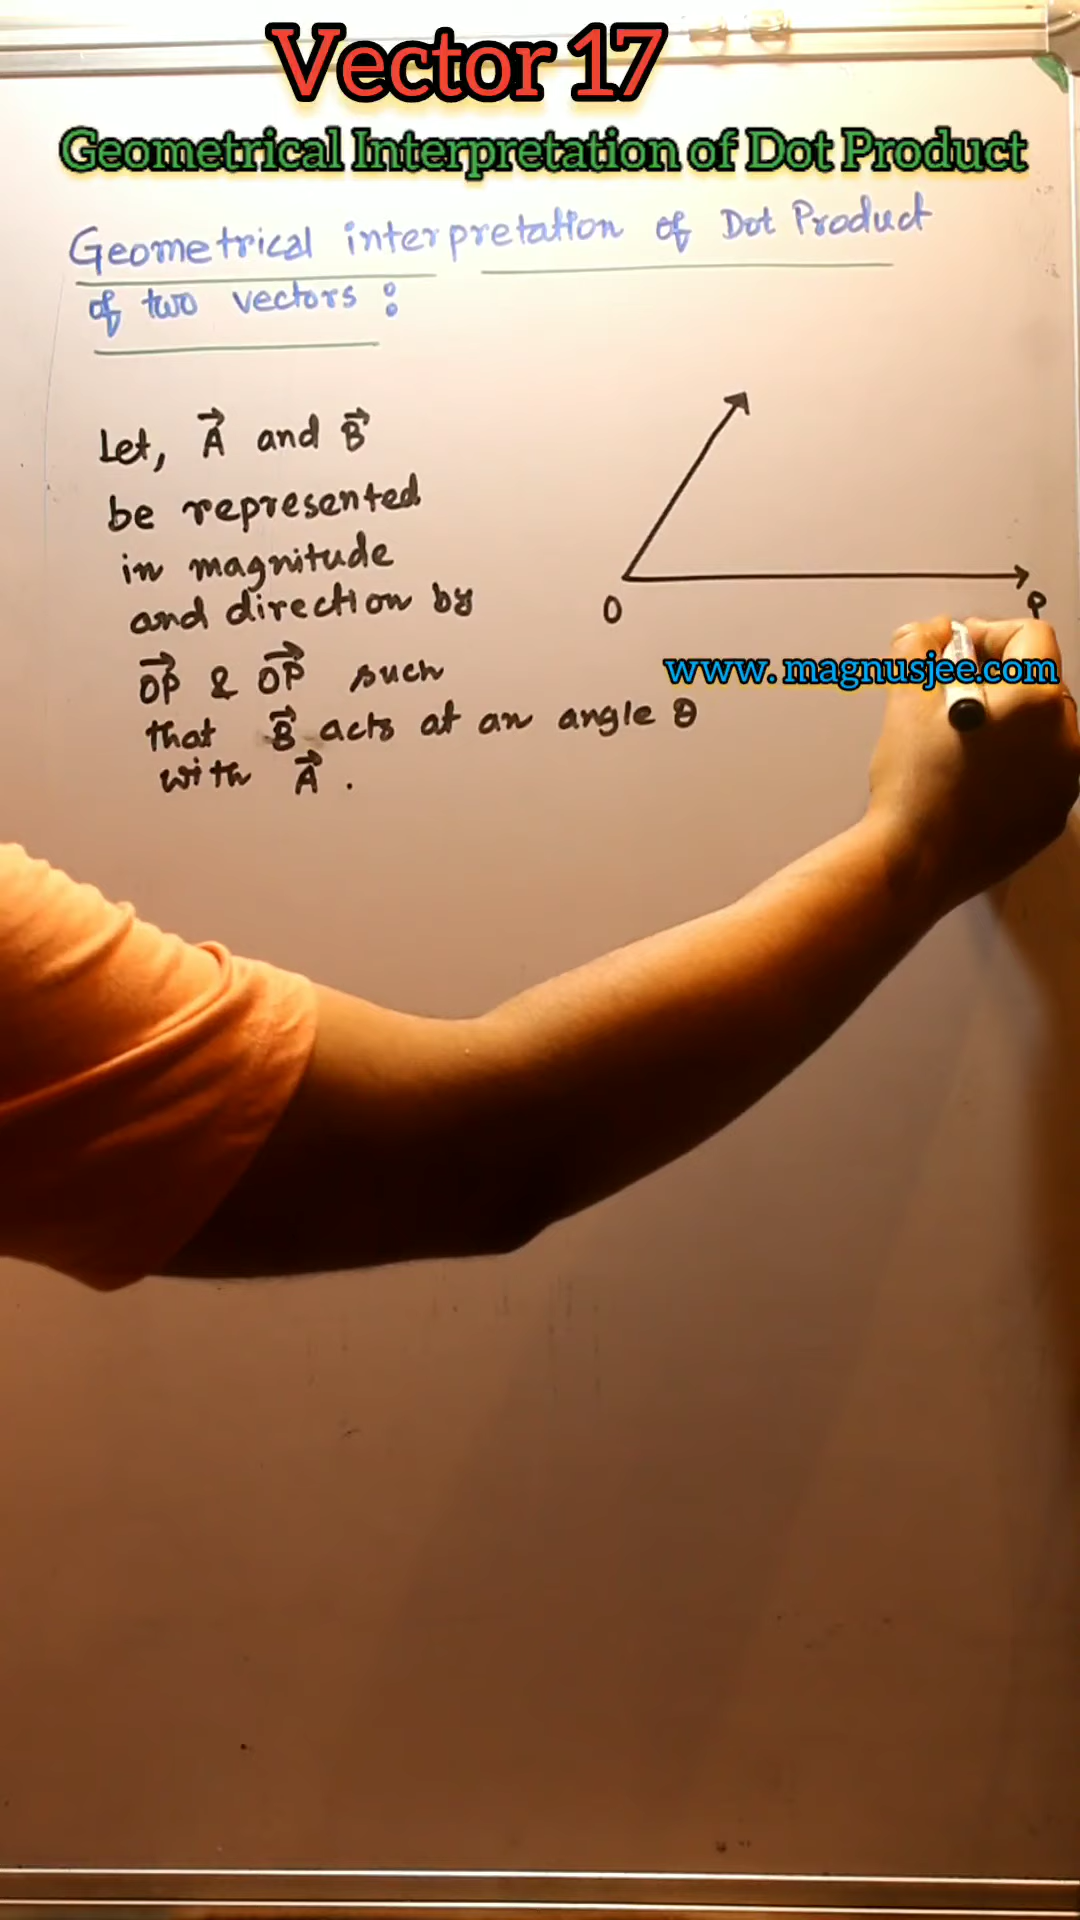 Vector 17
Geometrical Interpretation of Dot Product
Geometrical interpretation of Dot Product
of two vectors :
Let, A⃗ and B⃗
be represented
in magnitude
and direction by
OP⃗ & OP⃗ such
that B⃗ acts at an angle θ
with A⃗ .
O
P
www. magnusjee.com